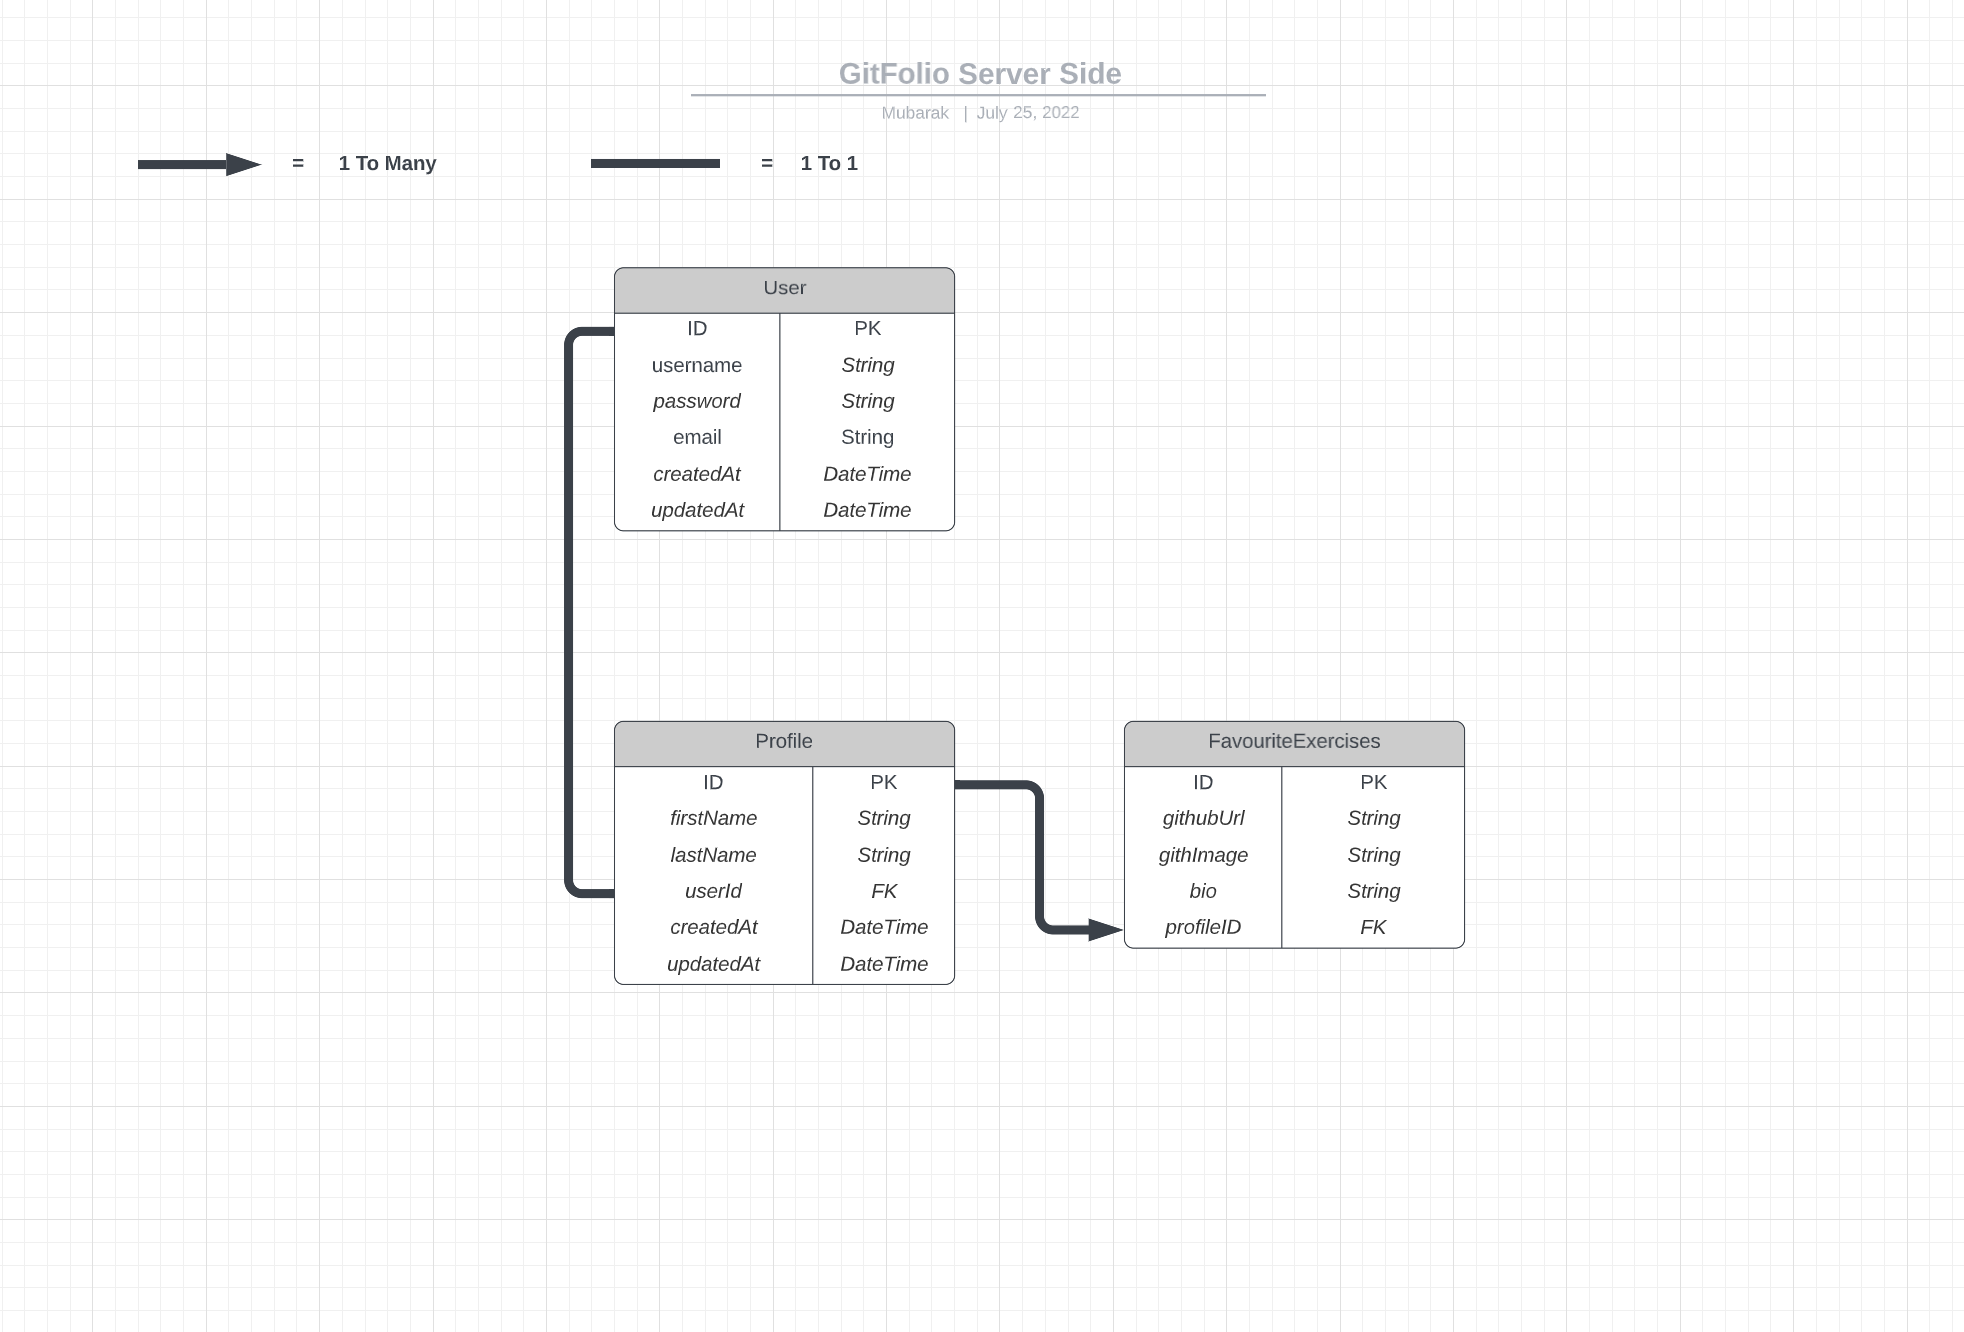 GitFolio Server Side
Mubarak | July 25, 2022
= 1 To Many = 1 To 1
User
ID PK
username String
password String
email String
createdAt DateTime
updatedAt DateTime
Profile
ID PK
firstName String
lastName String
userId FK
createdAt DateTime
updatedAt DateTime
FavouriteExercises
ID PK
githubUrl String
githImage String
bio String
profileID FK